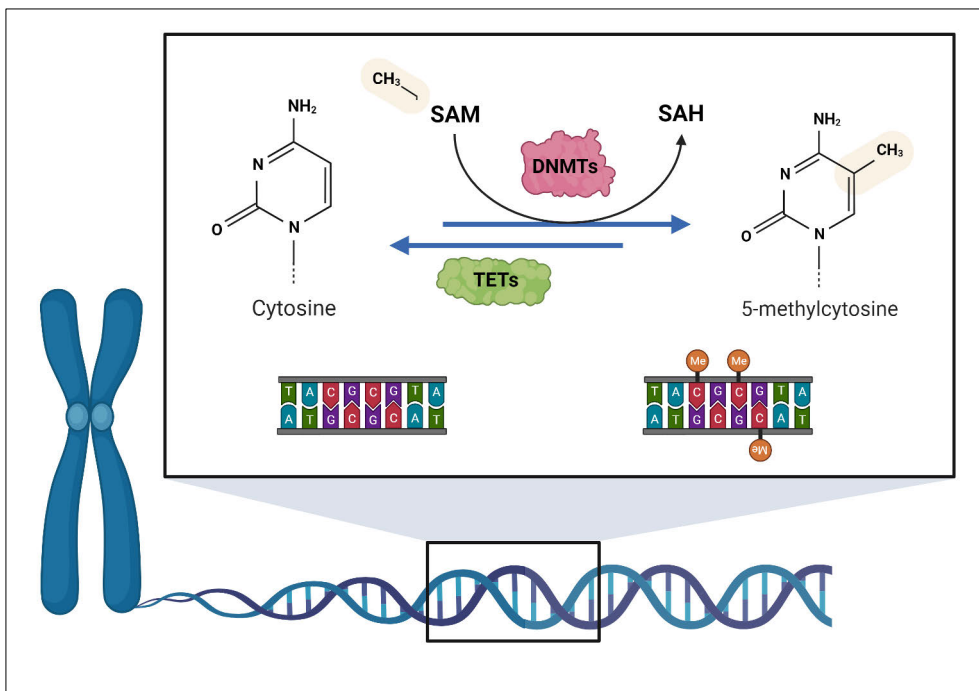 CH₃
SAM
SAH
NH₂
N
O
N
Cytosine
DNMTs
TETs
NH₂
CH₃
N
O
N
5-methylcytosine
T A C G C G T A
A T G C G C A T
Me Me
T A C G C G T A
A T G C G C A T
Me